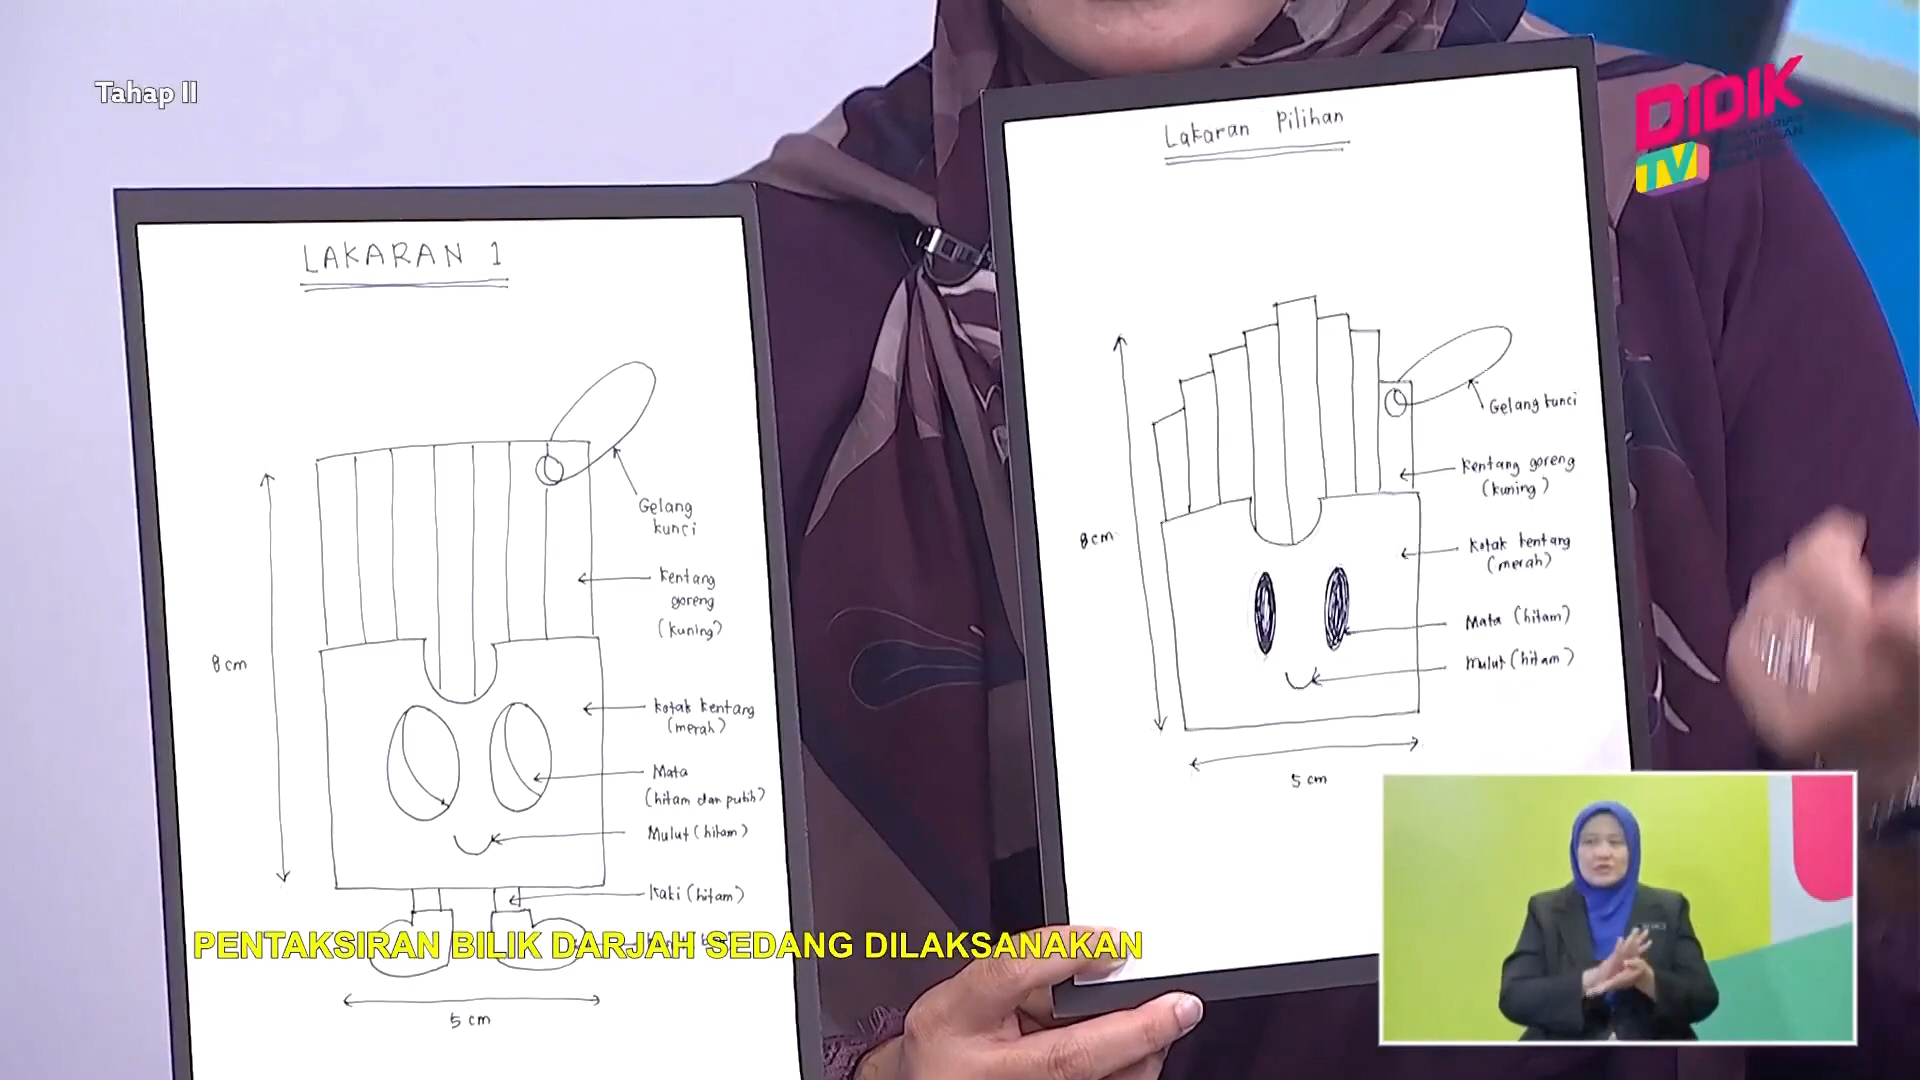 Tahap II
DIDIK
TV
LAKARAN 1
Gelang
kunci
kentang
goreng
(kuning)
8 cm
kotak kentang
(merah)
Mata
(hitam dan putih)
Mulut (hitam)
Kaki (hitam)
5 cm
Lakaran Pilihan
Gelang kunci
Kentang goreng
(kuning)
8 cm
Kotak kentang
(merah)
Mata (hitam)
Mulut (hitam)
5 cm
PENTAKSIRAN BILIK DARJAH SEDANG DILAKSANAKAN